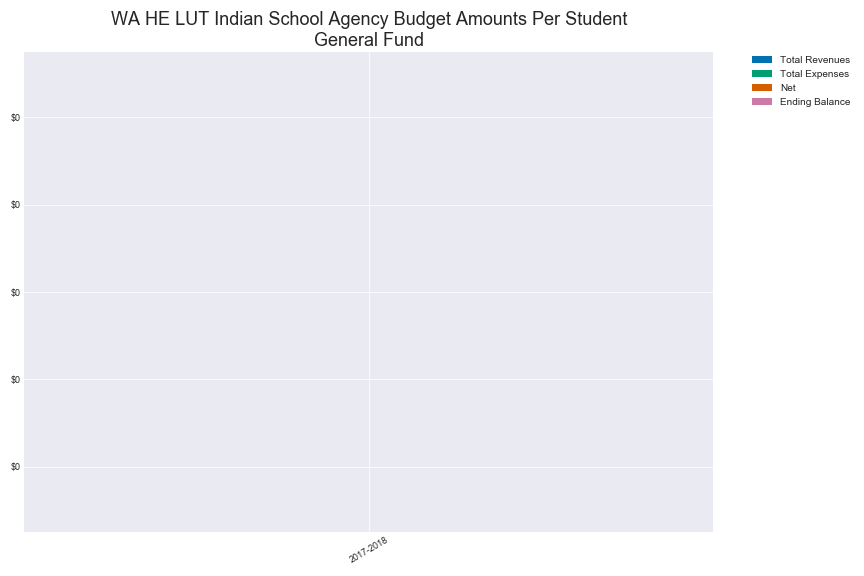 WA HE LUT Indian School Agency Budget Amounts Per Student
General Fund
Total Revenues
Total Expenses
Net
Ending Balance
$0
$0
$0
$0
$0
2017-2018